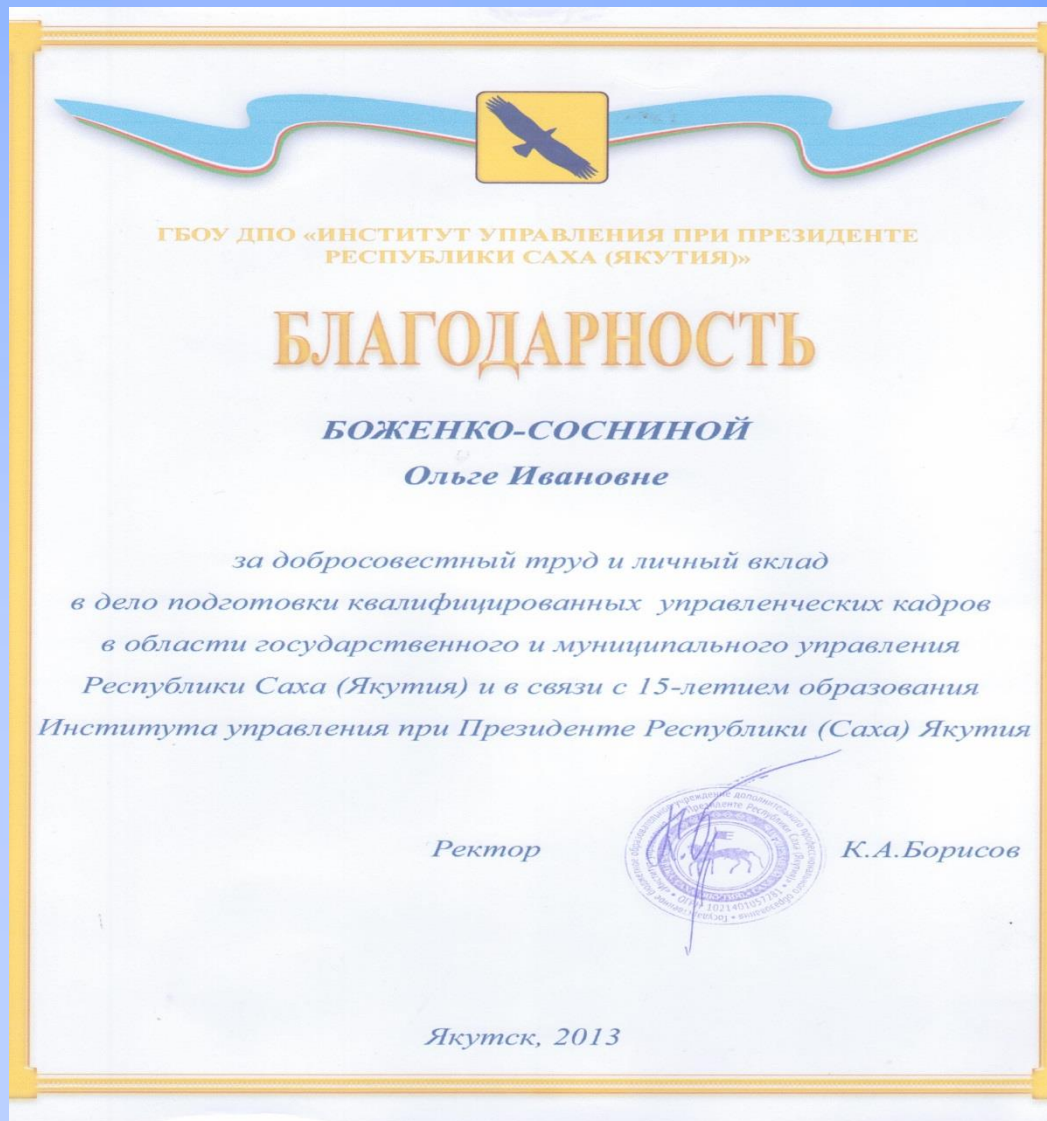 ГБОУ ДПО «ИНСТИТУТ УПРАВЛЕНИЯ ПРИ ПРЕЗИДЕНТЕ
РЕСПУБЛИКИ САХА (ЯКУТИЯ)»
БЛАГОДАРНОСТЬ
БОЖЕНКО-СОСНИНОЙ
Ольге Ивановне
за добросовестный труд и личный вклад
в дело подготовки квалифицированных управленческих кадров
в области государственного и муниципального управления
Республики Саха (Якутия) и в связи с 15-летием образования
Института управления при Президенте Республики (Саха) Якутия
Ректор
К.А.Борисов
Якутск, 2013